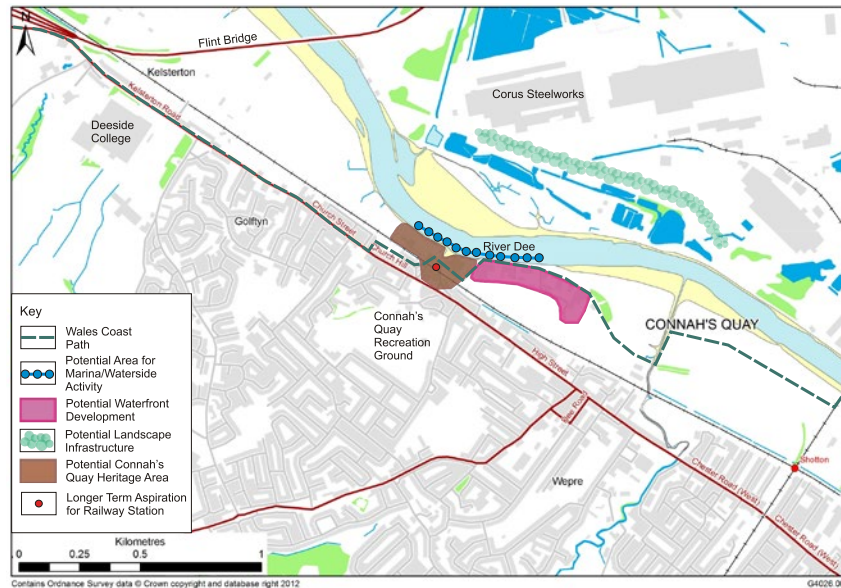 N
Flint Bridge
Kelsterton
Kelsterton Road
Corus Steelworks
Deeside
College
Golftyn
Church Street
Church Hill
River Dee
Connah's
Quay
Recreation
Ground
CONNAH'S QUAY
High Street
New Road
Wepre
Shotton
Chester Road (West)
Chester Road (West)
Key
Wales Coast
Path
Potential Area for
Marina/Waterside
Activity
Potential Waterfront
Development
Potential Landscape
Infrastructure
Potential Connah's
Quay Heritage Area
Longer Term Aspiration
for Railway Station
Kilometres
0 0.25 0.5 1
Contains Ordnance Survey data © Crown copyright and database right 2012